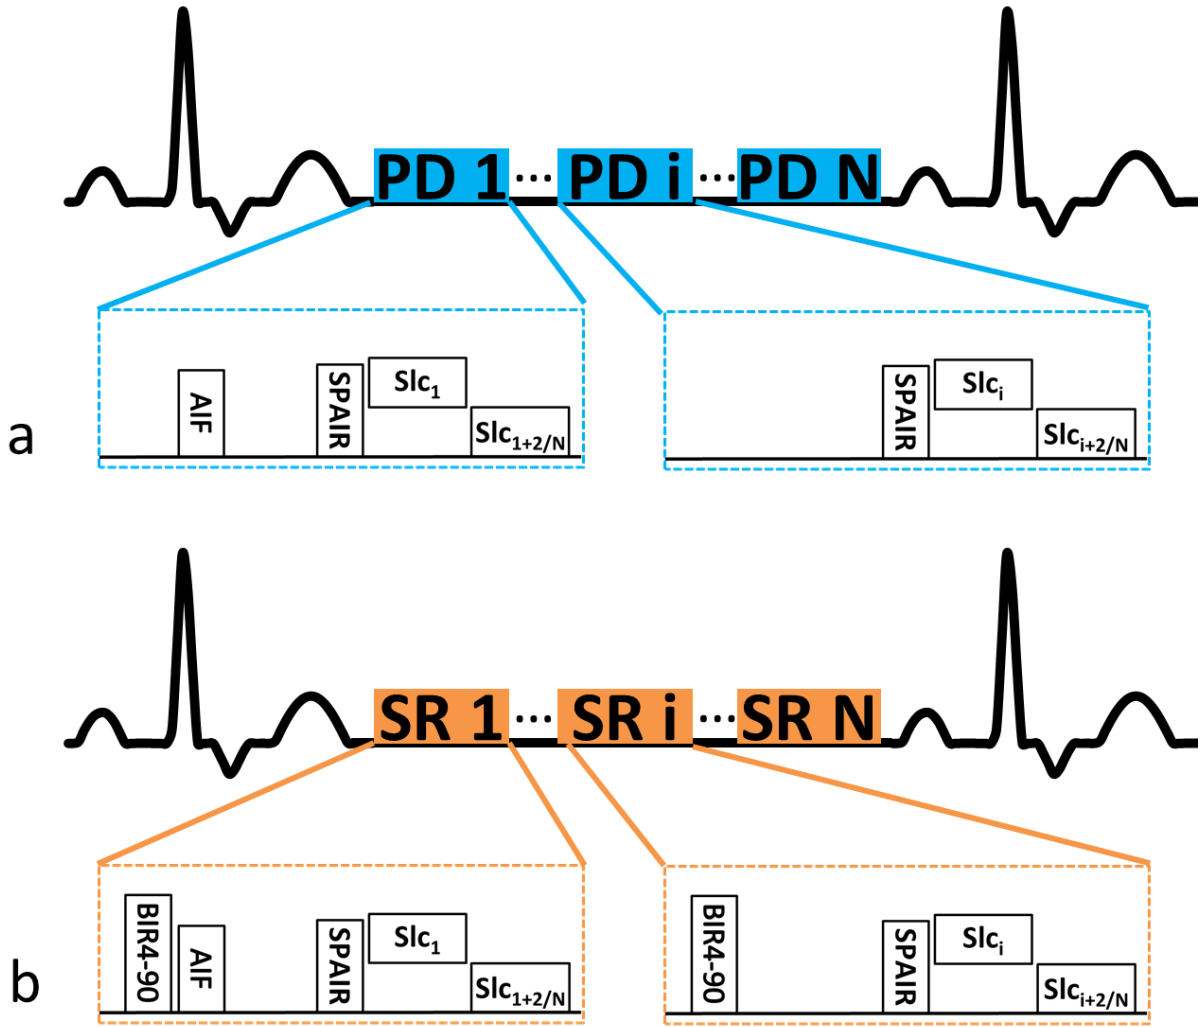 PD 1 ... PD i ... PD N
AIF
SPAIR
Slc₁
Slc₁₊₂/N
SPAIR
Slcᵢ
Slcᵢ₊₂/N
a
SR 1 ... SR i ... SR N
BIR4-90
AIF
SPAIR
Slc₁
Slc₁₊₂/N
BIR4-90
SPAIR
Slcᵢ
Slcᵢ₊₂/N
b